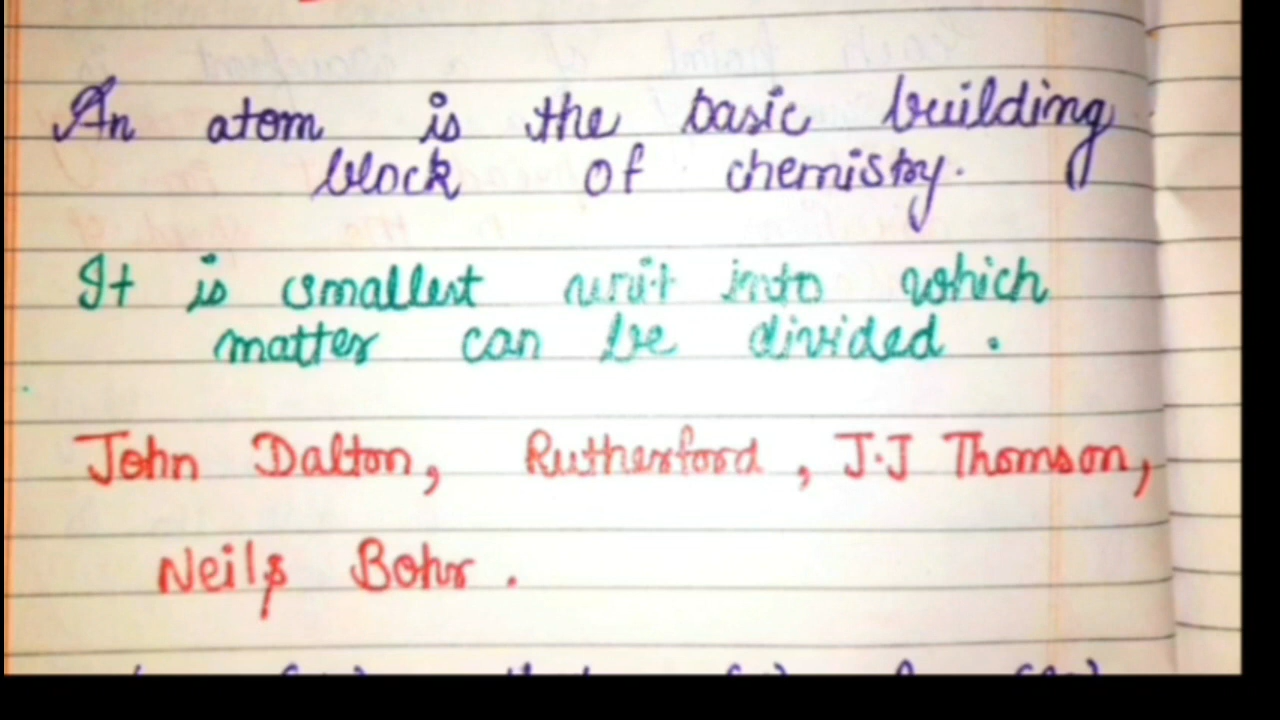 An atom is the basic building
block of chemistry.
It is smallest unit into which
matter can be divided.
John Dalton, Rutherford, J.J Thomson,
Neils Bohr.